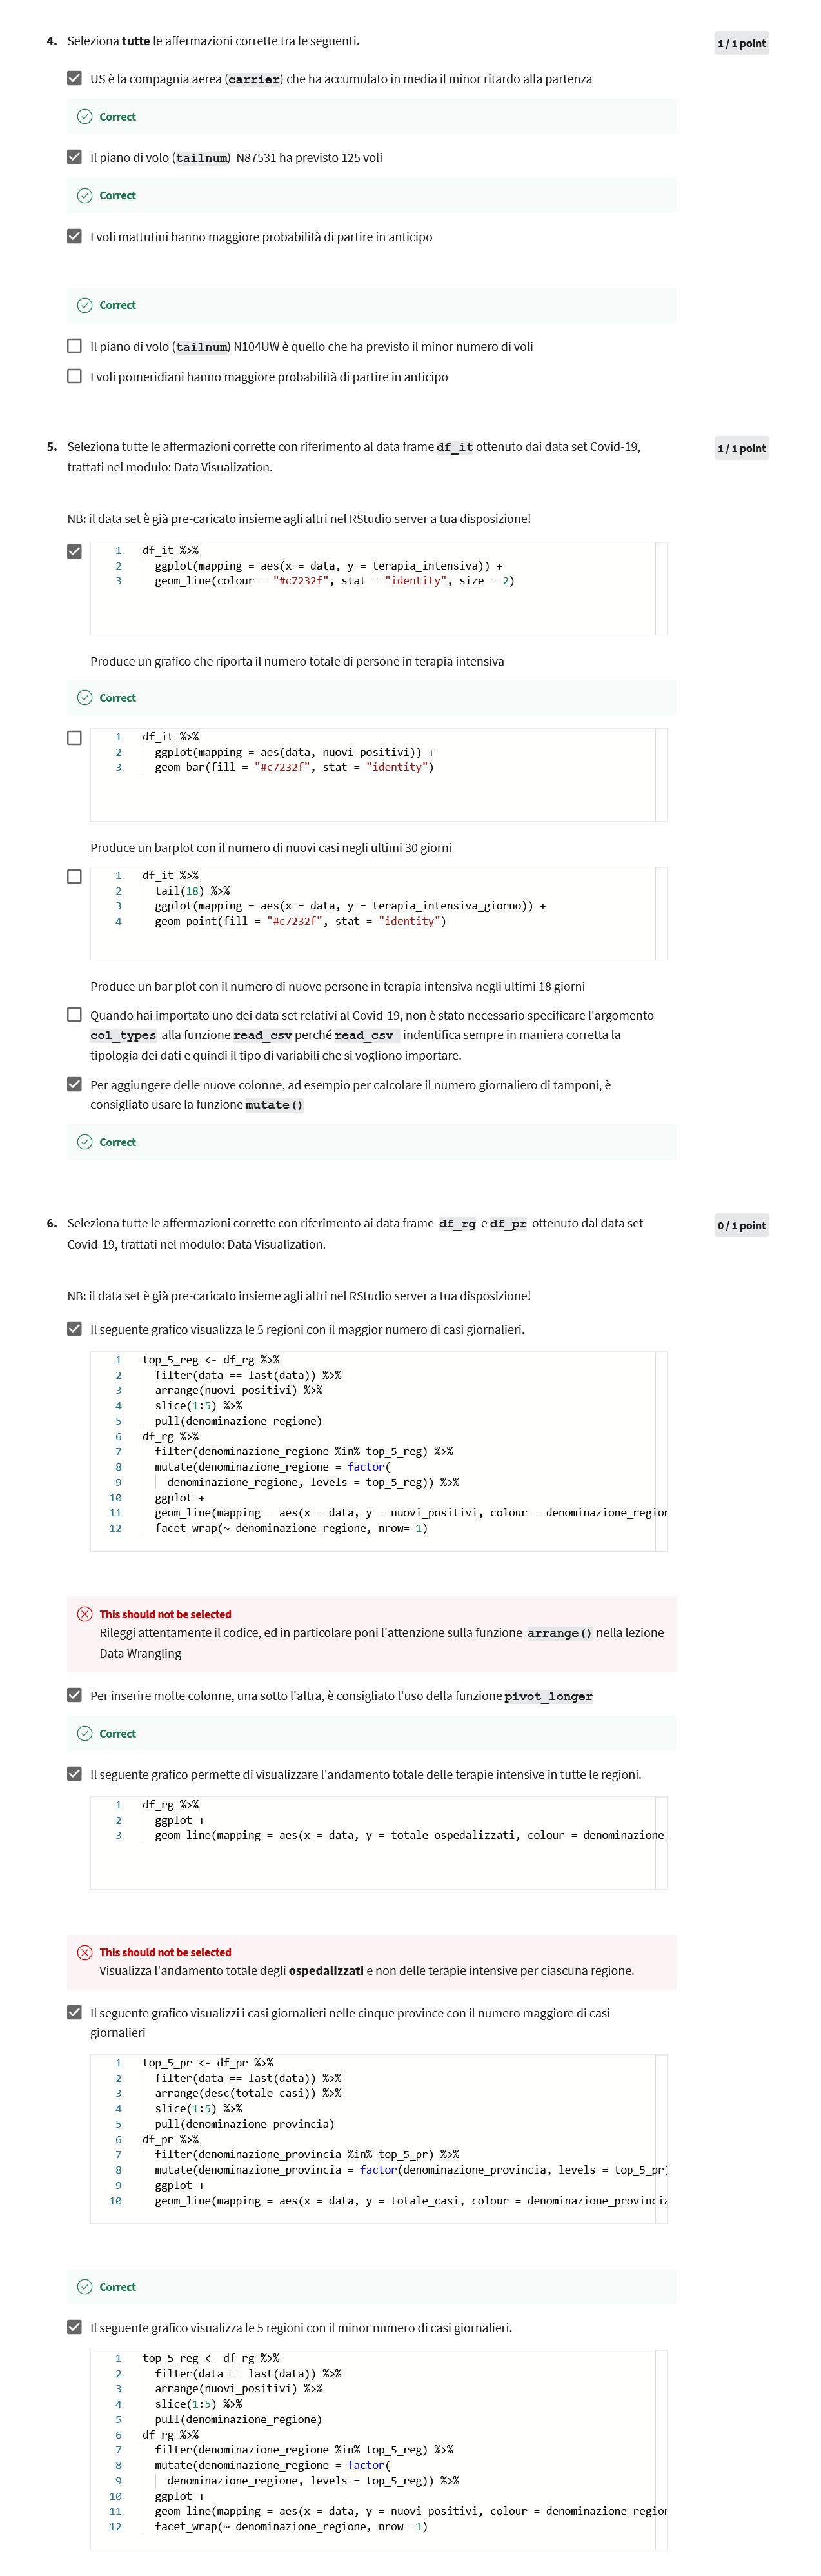 4. Seleziona tutte le affermazioni corrette tra le seguenti.
1 / 1 point
US è la compagnia aerea (carrier) che ha accumulato in media il minor ritardo alla partenza
Correct
Il piano di volo (tailnum) N87531 ha previsto 125 voli
Correct
I voli mattutini hanno maggiore probabilità di partire in anticipo
Correct
Il piano di volo (tailnum) N104UW è quello che ha previsto il minor numero di voli
I voli pomeridiani hanno maggiore probabilità di partire in anticipo
5. Seleziona tutte le affermazioni corrette con riferimento al data frame df_it ottenuto dai data set Covid-19,
1 / 1 point
trattati nel modulo: Data Visualization.
NB: il data set è già pre-caricato insieme agli altri nel RStudio server a tua disposizione!
1 df_it %>%
2 ggplot(mapping = aes(x = data, y = terapia_intensiva)) +
3 geom_line(colour = "#c7232f", stat = "identity", size = 2)
Produce un grafico che riporta il numero totale di persone in terapia intensiva
Correct
1 df_it %>%
2 ggplot(mapping = aes(data, nuovi_positivi)) +
3 geom_bar(fill = "#c7232f", stat = "identity")
Produce un barplot con il numero di nuovi casi negli ultimi 30 giorni
1 df_it %>%
2 tail(18) %>%
3 ggplot(mapping = aes(x = data, y = terapia_intensiva_giorno)) +
4 geom_point(fill = "#c7232f", stat = "identity")
Produce un bar plot con il numero di nuove persone in terapia intensiva negli ultimi 18 giorni
Quando hai importato uno dei data set relativi al Covid-19, non è stato necessario specificare l'argomento
col_types alla funzione read_csv perché read_csv indentifica sempre in maniera corretta la
tipologia dei dati e quindi il tipo di variabili che si vogliono importare.
Per aggiungere delle nuove colonne, ad esempio per calcolare il numero giornaliero di tamponi, è
consigliato usare la funzione mutate()
Correct
6. Seleziona tutte le affermazioni corrette con riferimento ai data frame df_rg e df_pr ottenuto dal data set
0 / 1 point
Covid-19, trattati nel modulo: Data Visualization.
NB: il data set è già pre-caricato insieme agli altri nel RStudio server a tua disposizione!
Il seguente grafico visualizza le 5 regioni con il maggior numero di casi giornalieri.
1 top_5_reg <- df_rg %>%
2 filter(data == last(data)) %>%
3 arrange(nuovi_positivi) %>%
4 slice(1:5) %>%
5 pull(denominazione_regione)
6 df_rg %>%
7 filter(denominazione_regione %in% top_5_reg) %>%
8 mutate(denominazione_regione = factor(
9 denominazione_regione, levels = top_5_reg)) %>%
10 ggplot +
11 geom_line(mapping = aes(x = data, y = nuovi_positivi, colour = denominazione_region
12 facet_wrap(~ denominazione_regione, nrow= 1)
This should not be selected
Rileggi attentamente il codice, ed in particolare poni l'attenzione sulla funzione arrange() nella lezione
Data Wrangling
Per inserire molte colonne, una sotto l'altra, è consigliato l'uso della funzione pivot_longer
Correct
Il seguente grafico permette di visualizzare l'andamento totale delle terapie intensive in tutte le regioni.
1 df_rg %>%
2 ggplot +
3 geom_line(mapping = aes(x = data, y = totale_ospedalizzati, colour = denominazione_
This should not be selected
Visualizza l'andamento totale degli ospedalizzati e non delle terapie intensive per ciascuna regione.
Il seguente grafico visualizzi i casi giornalieri nelle cinque province con il numero maggiore di casi
giornalieri
1 top_5_pr <- df_pr %>%
2 filter(data == last(data)) %>%
3 arrange(desc(totale_casi)) %>%
4 slice(1:5) %>%
5 pull(denominazione_provincia)
6 df_pr %>%
7 filter(denominazione_provincia %in% top_5_pr) %>%
8 mutate(denominazione_provincia = factor(denominazione_provincia, levels = top_5_pr)
9 ggplot +
10 geom_line(mapping = aes(x = data, y = totale_casi, colour = denominazione_provincia
Correct
Il seguente grafico visualizza le 5 regioni con il minor numero di casi giornalieri.
1 top_5_reg <- df_rg %>%
2 filter(data == last(data)) %>%
3 arrange(nuovi_positivi) %>%
4 slice(1:5) %>%
5 pull(denominazione_regione)
6 df_rg %>%
7 filter(denominazione_regione %in% top_5_reg) %>%
8 mutate(denominazione_regione = factor(
9 denominazione_regione, levels = top_5_reg)) %>%
10 ggplot +
11 geom_line(mapping = aes(x = data, y = nuovi_positivi, colour = denominazione_region
12 facet_wrap(~ denominazione_regione, nrow= 1)